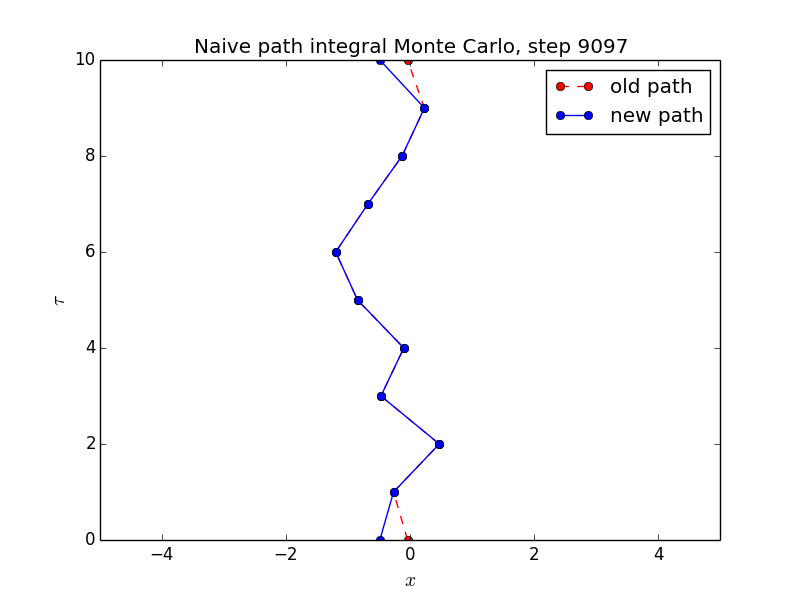 Naive path integral Monte Carlo, step 9097
old path
new path
10
8
6
4
2
0
τ
−4 −2 0 2 4
x